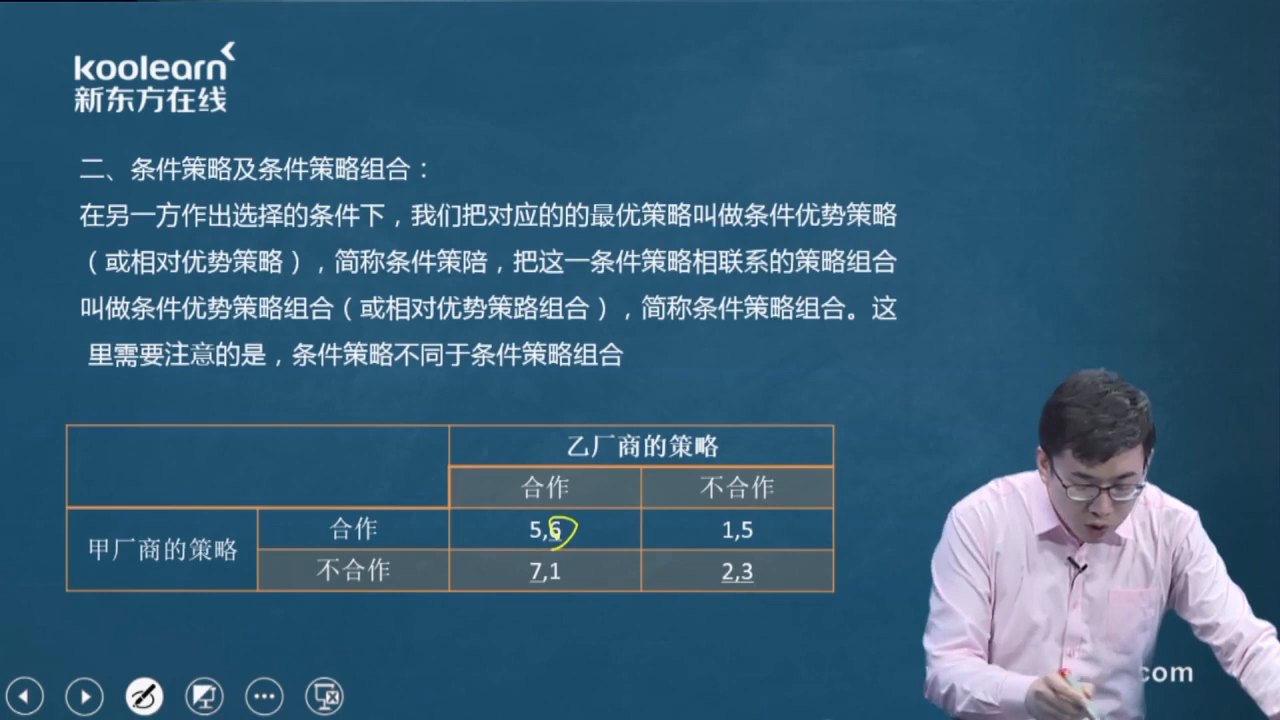 koolearn
新东方在线
二、条件策略及条件策略组合：
在另一方作出选择的条件下，我们把对应的的最优策略叫做条件优势策略
（或相对优势策略），简称条件策陪，把这一条件策略相联系的策略组合
叫做条件优势策略组合（或相对优势策路组合），简称条件策略组合。这
里需要注意的是，条件策略不同于条件策略组合
乙厂商的策略
合作 不合作
甲厂商的策略
合作 5,6 1,5
不合作 7,1 2,3
com